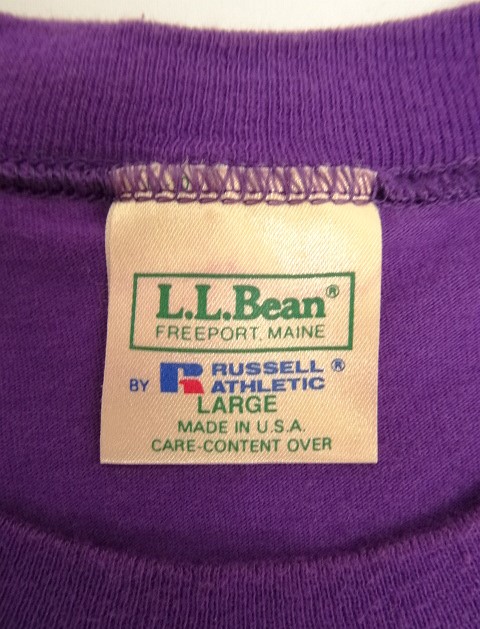 L.L.Bean®
FREEPORT, MAINE
BY RUSSELL ®
ATHLETIC
LARGE
MADE IN U.S.A.
CARE-CONTENT OVER